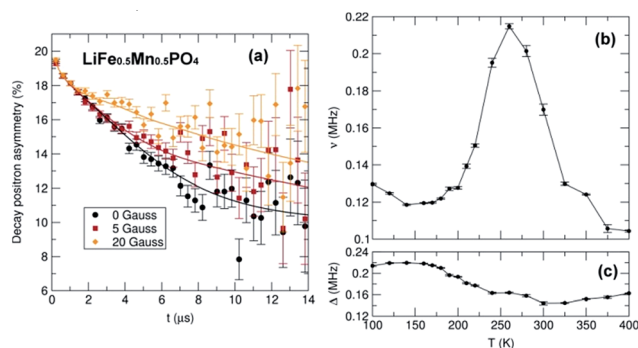 LiFe0.5Mn0.5PO4 (a)
Decay positron asymmetry (%)
20
18
16
14
12
10
8
6
0 Gauss
5 Gauss
20 Gauss
0 2 4 6 8 10 12 14
t (μs)
(b)
ν (MHz)
0.22
0.2
0.18
0.16
0.14
0.12
0.1
(c)
Δ (MHz)
0.24
0.2
0.16
0.12
100 150 200 250 300 350 400
T (K)